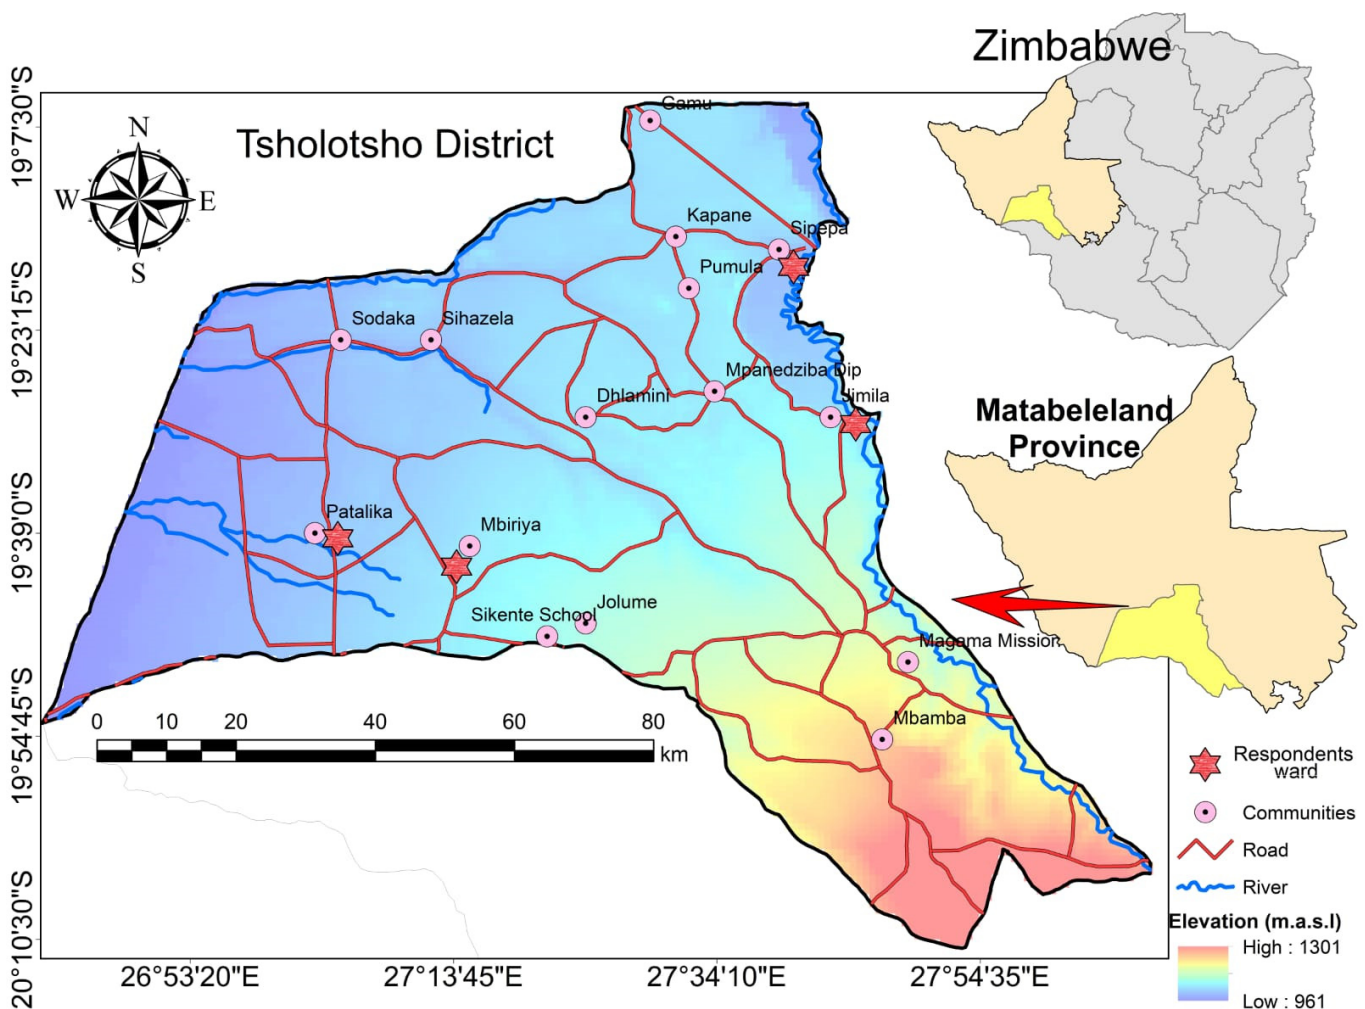 Zimbabwe
Tsholotsho District
N
W
E
S
19°7'30"S
19°23'15"S
19°39'0"S
19°54'45"S
20°10'30"S
Gamu
Kapane
Sipepa
Pumula
Sodaka
Sihazela
Mpanedziba Dip
Dhlamini
Jimila
Patalika
Mbiriya
Sikente School
Jolume
Magama Mission
Mbamba
Matabeleland
Province
0 10 20 40 60 80
km
Respondents
ward
Communities
Road
River
Elevation (m.a.s.l)
High : 1301
Low : 961
26°53'20"E
27°13'45"E
27°34'10"E
27°54'35"E